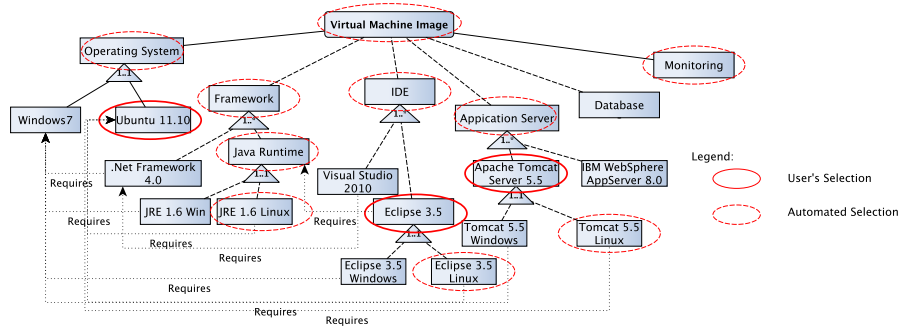 Virtual Machine Image
Operating System
1..1
Monitoring
Framework
1..*
IDE
1..*
Database
Windows7
Ubuntu 11.10
Appication Server
1..*
Java Runtime
1..1
Legend:
.Net Framework
4.0
Visual Studio
2010
Apache Tomcat
Server 5.5
1..1
IBM WebSphere
AppServer 8.0
User's Selection
Requires
JRE 1.6 Win
JRE 1.6 Linux
Eclipse 3.5
1..1
Automated Selection
Requires
Requires
Tomcat 5.5
Windows
Tomcat 5.5
Linux
Requires
Requires
Eclipse 3.5
Windows
Eclipse 3.5
Linux
Requires
Requires
Requires